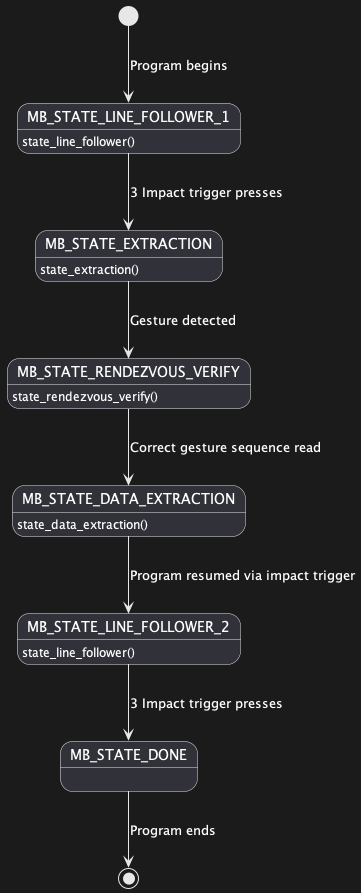 Program begins
MB_STATE_LINE_FOLLOWER_1
state_line_follower()
3 Impact trigger presses
MB_STATE_EXTRACTION
state_extraction()
Gesture detected
MB_STATE_RENDEZVOUS_VERIFY
state_rendezvous_verify()
Correct gesture sequence read
MB_STATE_DATA_EXTRACTION
state_data_extraction()
Program resumed via impact trigger
MB_STATE_LINE_FOLLOWER_2
state_line_follower()
3 Impact trigger presses
MB_STATE_DONE
Program ends